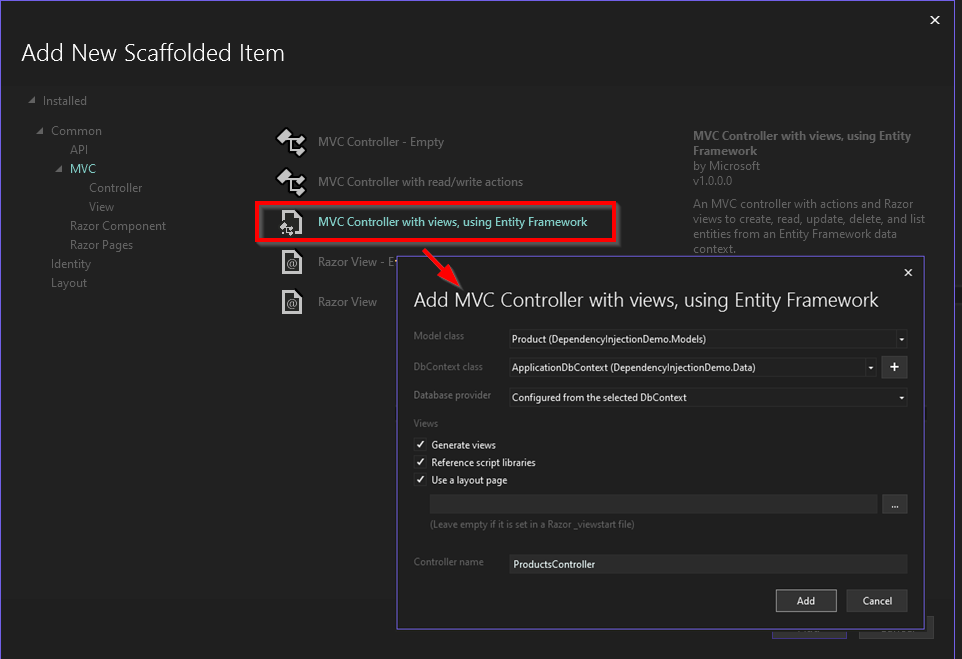 Add New Scaffolded Item
Installed
Common
API
MVC
Controller
View
Razor Component
Razor Pages
Identity
Layout
MVC Controller - Empty
MVC Controller with read/write actions
MVC Controller with views, using Entity Framework
Razor View - E
Razor View
MVC Controller with views, using Entity
Framework
by Microsoft
v1.0.0.0
An MVC controller with actions and Razor
views to create, read, update, delete, and list
entities from an Entity Framework data
context.
Add MVC Controller with views, using Entity Framework
Model class
Product (DependencyInjectionDemo.Models)
DbContext class
ApplicationDbContext (DependencyInjectionDemo.Data)
+
Database provider
Configured from the selected DbContext
Views
Generate views
Reference script libraries
Use a layout page
...
(Leave empty if it is set in a Razor _viewstart file)
Controller name
ProductsController
Add
Cancel